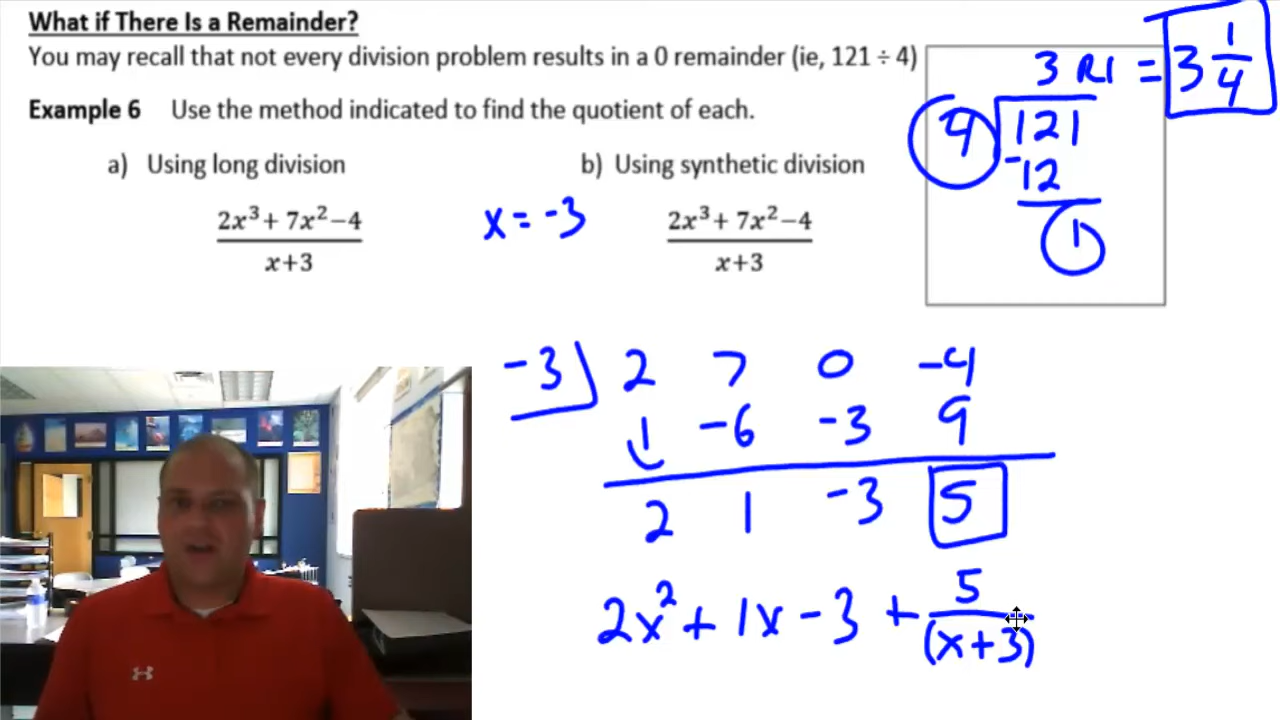 What if There Is a Remainder?
You may recall that not every division problem results in a 0 remainder (ie, 121 ÷ 4)
3 R1 = 3 1/4
4 121
-12
1
Example 6 Use the method indicated to find the quotient of each.
a) Using long division
b) Using synthetic division
2x³ + 7x² − 4
x+3
x = -3
2x³ + 7x² − 4
x+3
-3 2 7 0 -4
-6 -3 9
2 1 -3 5
2x² + 1x - 3 + 5/(x+3)